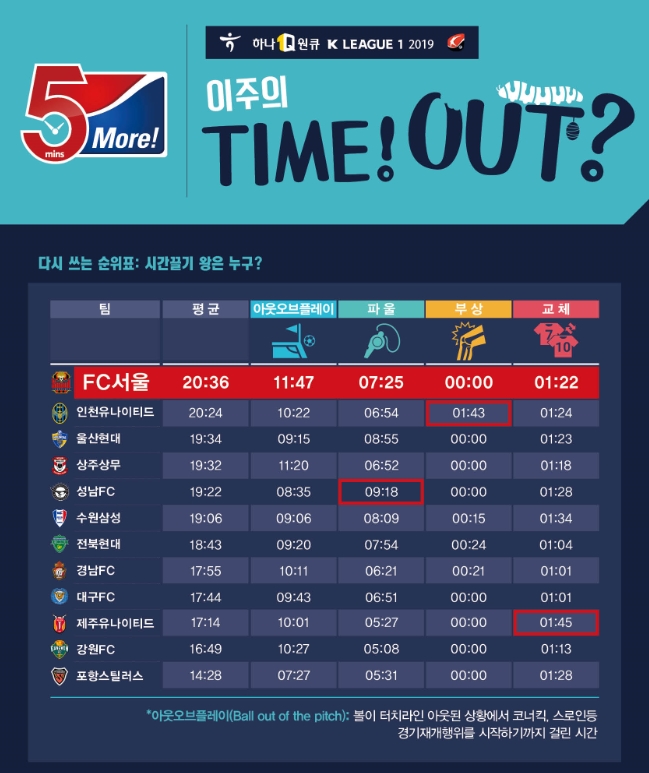 하나 1Q 원큐 K LEAGUE 1 2019
5 mins More!
이주의
TIME! OUT?
다시 쓰는 순위표: 시간끌기 왕은 누구?
팀 평균 아웃오브플레이 파울 부상 교체
7 10
FC서울 20:36 11:47 07:25 00:00 01:22
인천유나이티드 20:24 10:22 06:54 01:43 01:24
울산현대 19:34 09:15 08:55 00:00 01:23
상주상무 19:32 11:20 06:52 00:00 01:18
성남FC 19:22 08:35 09:18 00:00 01:28
수원삼성 19:06 09:06 08:09 00:15 01:34
전북현대 18:43 09:20 07:54 00:24 01:04
경남FC 17:55 10:11 06:21 00:21 01:01
대구FC 17:44 09:43 06:51 00:00 01:01
제주유나이티드 17:14 10:01 05:27 00:00 01:45
강원FC 16:49 10:27 05:08 00:00 01:13
포항스틸러스 14:28 07:27 05:31 00:00 01:28
*아웃오브플레이(Ball out of the pitch): 볼이 터치라인 아웃된 상황에서 코너킥, 스로인등
경기재개행위를 시작하기까지 걸린 시간